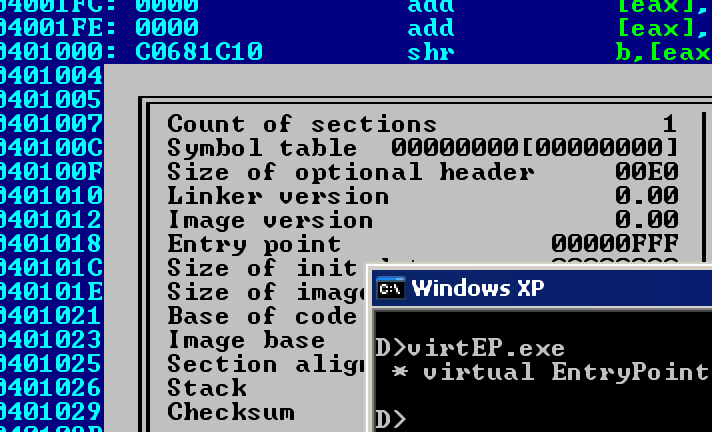 04001FC: 0000 add [eax],
04001FE: 0000 add [eax],
0401000: C0681C10 shr b,[eax
0401004
0401005
0401007 Count of sections 1
040100C Symbol table 00000000[00000000]
040100F Size of optional header 00E0
0401010 Linker version 0.00
0401012 Image version 0.00
0401018 Entry point 00000FFF
040101C Size of init
040101E Size of image
0401021 Base of code
0401023 Image base
0401025 Section align
0401026 Stack
0401029 Checksum
Windows XP
D>virtEP.exe
* virtual EntryPoint
D>